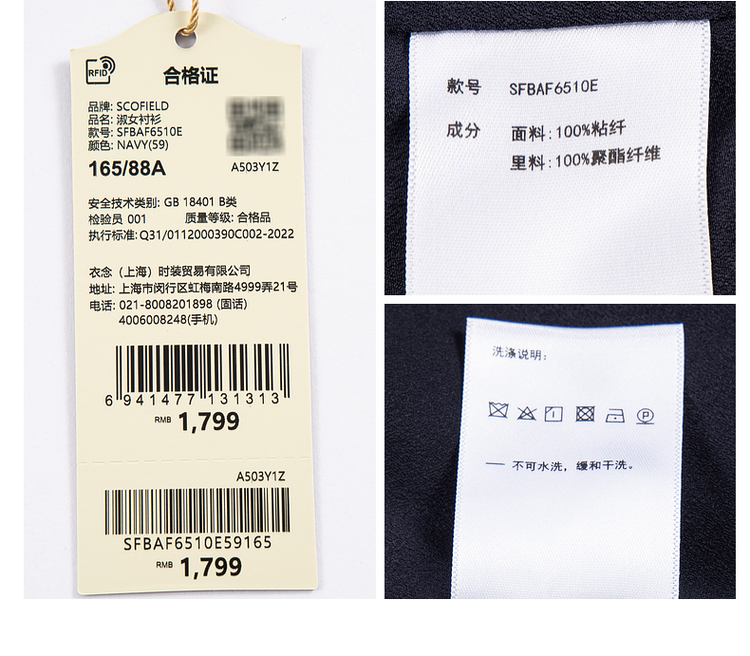 RFID
合格证
品牌: SCOFIELD
品名: 淑女衬衫
款号: SFBAF6510E
颜色: NAVY(59)
165/88A
A503Y1Z
安全技术类别: GB 18401 B类
检验员 001 质量等级: 合格品
执行标准: Q31/0112000390C002-2022
衣念（上海）时装贸易有限公司
地址: 上海市闵行区虹梅南路4999弄21号
电话: 021-8008201898 (固话)
4006008248(手机)
6 941477 131313
RMB 1,799
A503Y1Z
SFBAF6510E59165
RMB 1,799
款号 SFBAF6510E
成分 面料: 100%粘纤
里料: 100%聚酯纤维
洗涤说明:
P
— 不可水洗，缓和干洗。